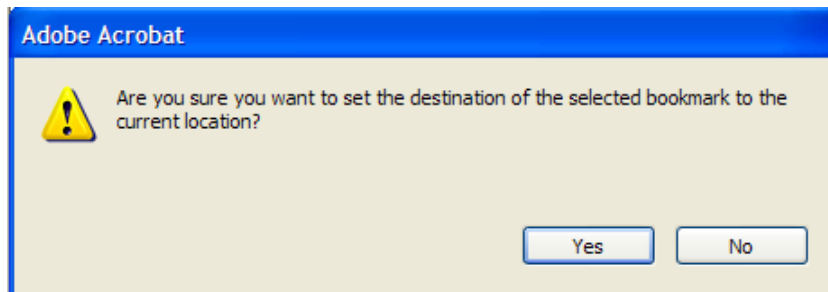 Adobe Acrobat
Are you sure you want to set the destination of the selected bookmark to the
current location?
Yes No